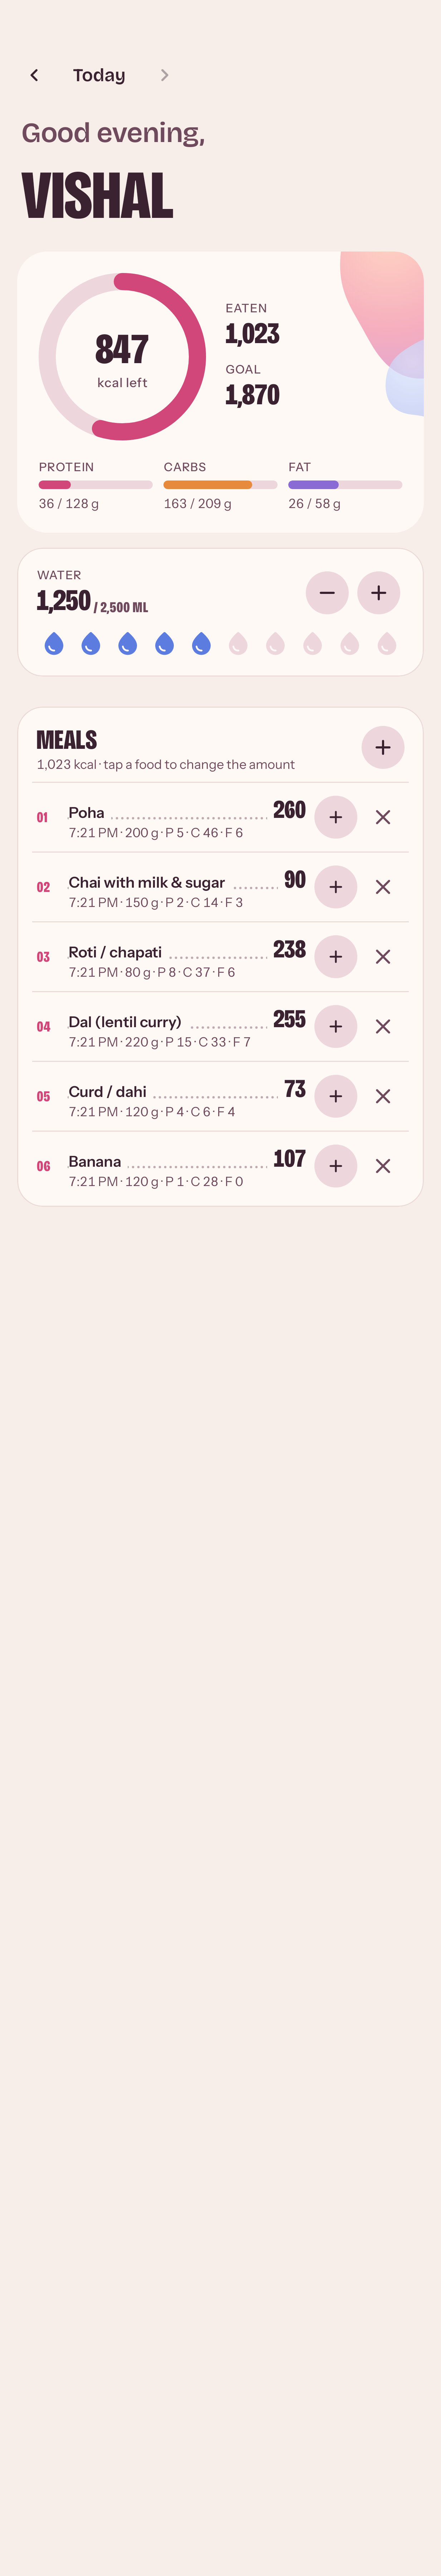 Today
Good evening,
VISHAL
847
kcal left
EATEN
1,023
GOAL
1,870
PROTEIN
26 / 128 g
CARBS
163 / 209 g
FAT
26 / 58 g
WATER
1,250 / 2,500 ML
MEALS
1,023 kcal · tap a food to change the amount
01 Poha 260
7:21 PM · 200 g · P 5 · C 46 · F 6
02 Chai with milk & sugar 90
7:21 PM · 150 g · P 2 · C 14 · F 3
03 Roti / chapati 238
7:21 PM · 80 g · P 8 · C 37 · F 6
04 Dal (lentil curry) 255
7:21 PM · 220 g · P 15 · C 33 · F 7
05 Curd / dahi 73
7:21 PM · 120 g · P 4 · C 6 · F 4
06 Banana 107
7:21 PM · 120 g · P 1 · C 28 · F 0